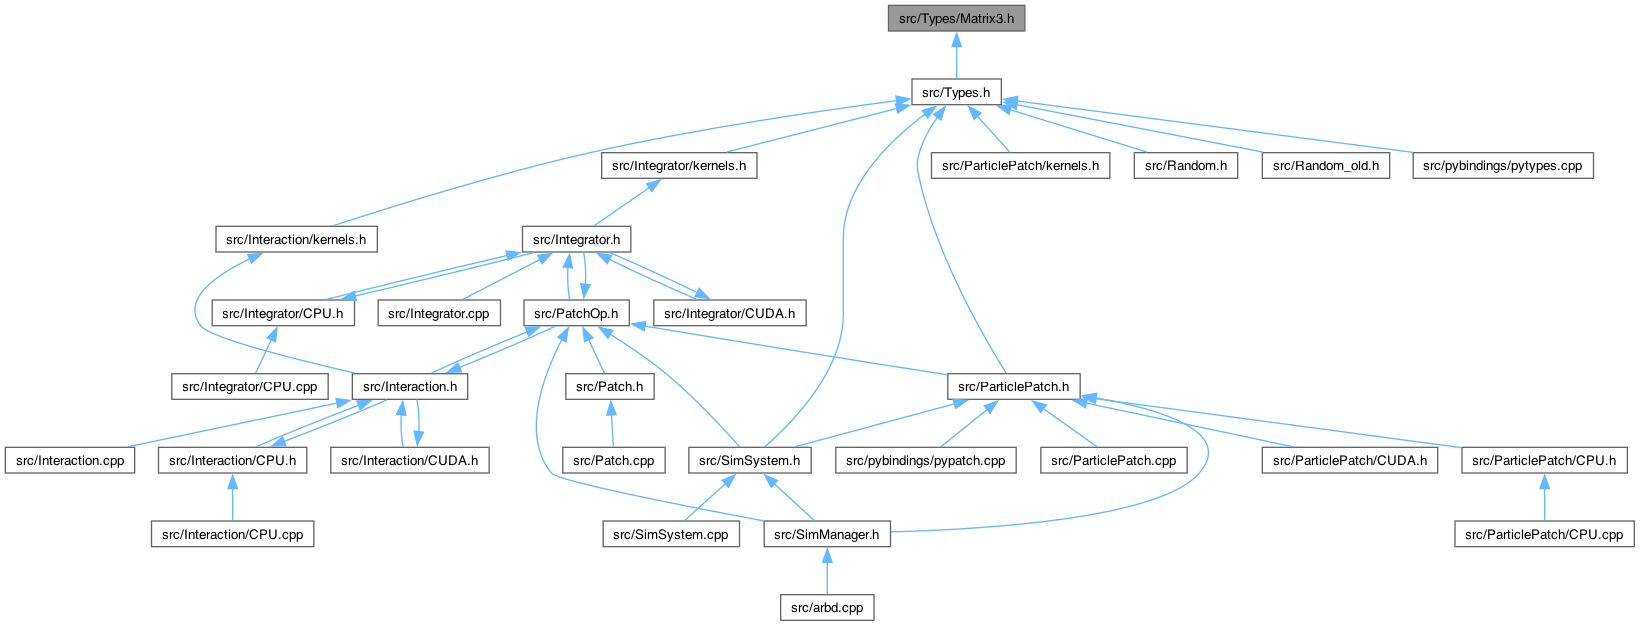 src/Types/Matrix3.h
src/Types.h
src/Integrator/kernels.h
src/ParticlePatch/kernels.h
src/Random.h
src/Random_old.h
src/pybindings/pytypes.cpp
src/Interaction/kernels.h
src/Integrator.h
src/Integrator/CPU.h
src/Integrator.cpp
src/PatchOp.h
src/Integrator/CUDA.h
src/Integrator/CPU.cpp
src/Interaction.h
src/Patch.h
src/ParticlePatch.h
src/Interaction.cpp
src/Interaction/CPU.h
src/Interaction/CUDA.h
src/Patch.cpp
src/SimSystem.h
src/pybindings/pypatch.cpp
src/ParticlePatch.cpp
src/ParticlePatch/CUDA.h
src/ParticlePatch/CPU.h
src/Interaction/CPU.cpp
src/SimSystem.cpp
src/SimManager.h
src/ParticlePatch/CPU.cpp
src/arbd.cpp